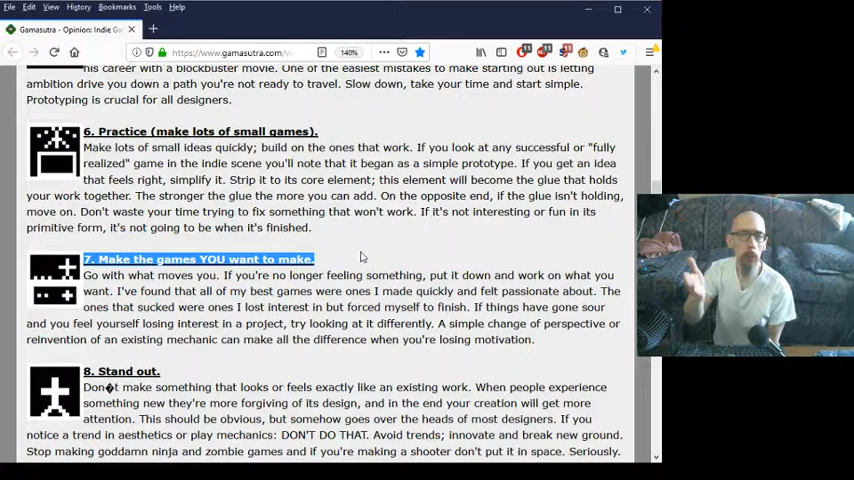 File Edit View History Bookmarks Tools Help
Gamasutra - Opinion: Indie Ga
https://www.gamasutra.com/v
140%
11 11 11
his career with a blockbuster movie. One of the easiest mistakes to make starting out is letting
ambition drive you down a path you're not ready to travel. Slow down, take your time and start simple.
Prototyping is crucial for all designers.
6. Practice (make lots of small games).
Make lots of small ideas quickly; build on the ones that work. If you look at any successful or "fully
realized" game in the indie scene you'll note that it began as a simple prototype. If you get an idea
that feels right, simplify it. Strip it to its core element; this element will become the glue that holds
your work together. The stronger the glue the more you can add. On the opposite end, if the glue isn't holding,
move on. Don't waste your time trying to fix something that won't work. If it's not interesting or fun in its
primitive form, it's not going to be when it's finished.
7. Make the games YOU want to make.
Go with what moves you. If you're no longer feeling something, put it down and work on what you
want. I've found that all of my best games were ones I made quickly and felt passionate about. The
ones that sucked were ones I lost interest in but forced myself to finish. If things have gone sour
and you feel yourself losing interest in a project, try looking at it differently. A simple change of perspective or
reinvention of an existing mechanic can make all the difference when you're losing motivation.
8. Stand out.
Don�t make something that looks or feels exactly like an existing work. When people experience
something new they're more forgiving of its design, and in the end your creation will get more
attention. This should be obvious, but somehow goes over the heads of most designers. If you
notice a trend in aesthetics or play mechanics: DON'T DO THAT. Avoid trends; innovate and break new ground.
Stop making goddamn ninja and zombie games and if you're making a shooter don't put it in space. Seriously.